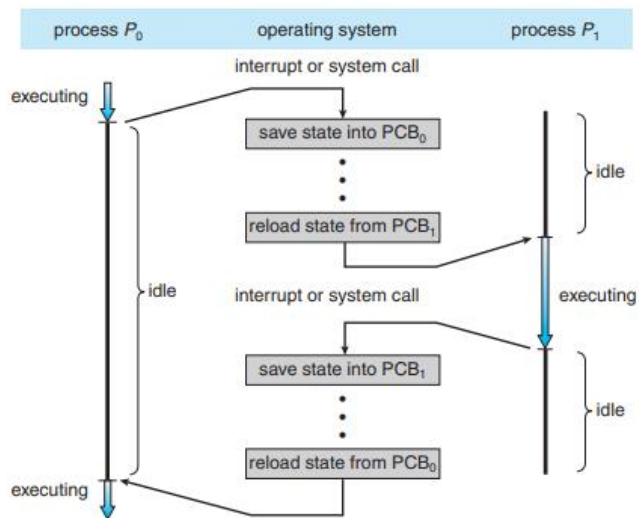 process P₀ operating system process P₁
interrupt or system call
executing
save state into PCB₀
idle
reload state from PCB₁
idle
interrupt or system call
executing
save state into PCB₁
idle
reload state from PCB₀
executing